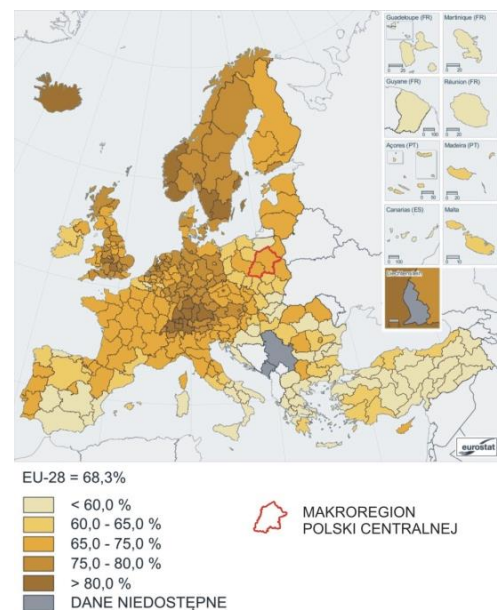 Guadeloupe (FR)
Martinique (FR)
Guyane (FR)
Réunion (FR)
Açores (PT)
Madeira (PT)
Canarias (ES)
Malta
Liechtenstein
eurostat
EU-28 = 68,3%
< 60,0 %
60,0 - 65,0 %
65,0 - 75,0 %
75,0 - 80,0 %
> 80,0 %
DANE NIEDOSTĘPNE
MAKROREGION
POLSKI CENTRALNEJ